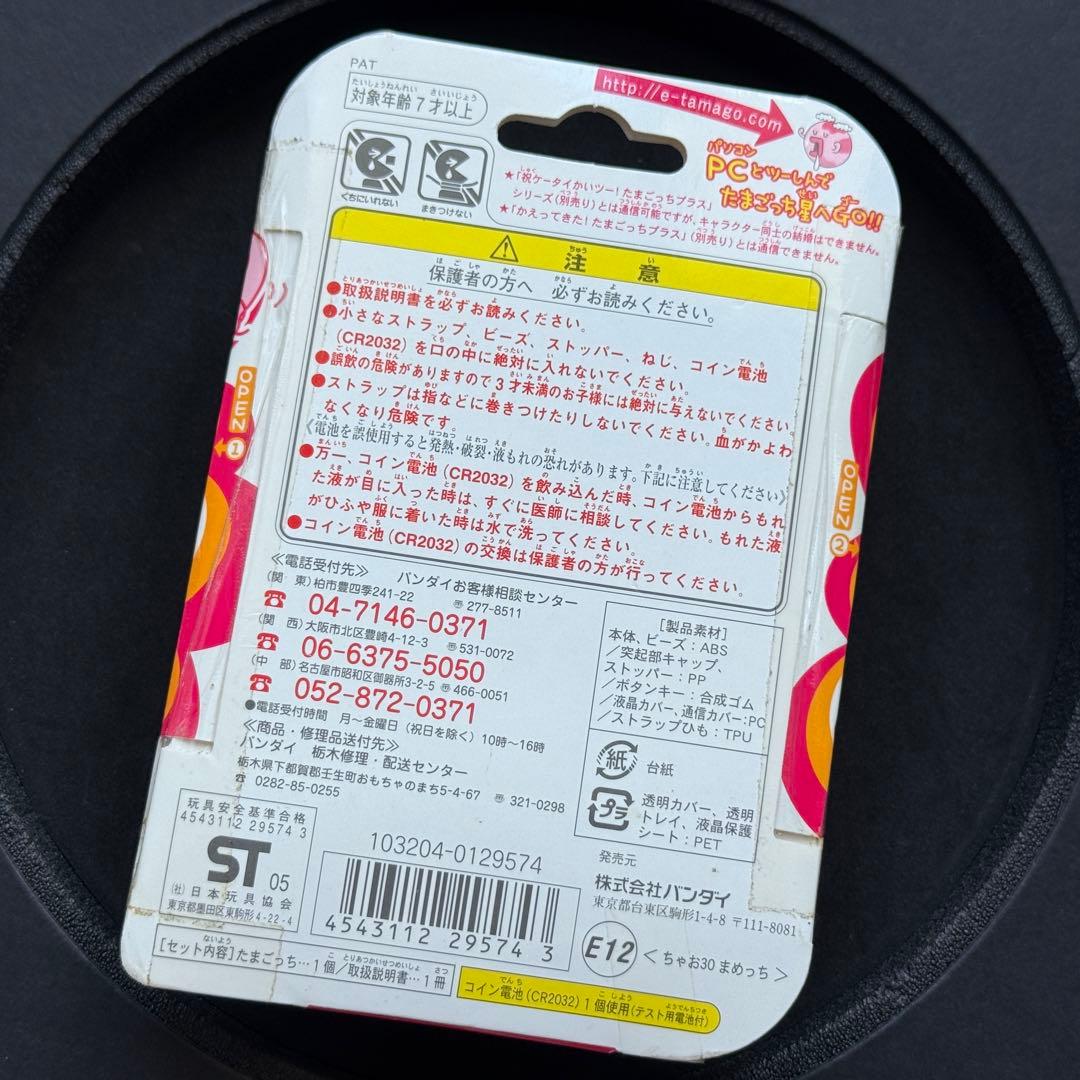 PAT
対象年齢7才以上
くちにいれない
まきつけない
http://e-tamago.com
パソコン
PCとツーしんで
たまごっち星へGO!!
★「祝ケータイかいツー!たまごっちプラス」
シリーズ(別売り)とは通信可能ですが、キャラクター同士の結婚はできません。
★「かえってきた!たまごっちプラス」(別売り)とは通信できません。
注意
保護者の方へ 必ずお読みください。
●取扱説明書を必ずお読みください。
●小さなストラップ、ビーズ、ストッパー、ねじ、コイン電池
(CR2032)を口の中に絶対に入れないでください。
●誤飲の危険がありますので3才未満のお子様には絶対に与えないでください。
●ストラップは指などに巻きつけたりしないでください。血がかよわ
なくなり危険です。
《電池を誤使用すると発熱・破裂・液もれの恐れがあります。下記に注意してください》
●万一、コイン電池(CR2032)を飲み込んだ時、コイン電池からもれ
た液が目に入った時は、すぐに医師に相談してください。もれた液
がひふや服に着いた時は水で洗ってください。
●コイン電池(CR2032)の交換は保護者の方が行ってください。
OPEN
1
OPEN
2
≪電話受付先≫ バンダイお客様相談センター
(関 東)柏市豊四季241-22 〒277-8511
☎ 04-7146-0371
(関 西)大阪市北区豊崎4-12-3 〒531-0072
☎ 06-6375-5050
(中 部)名古屋市昭和区御器所3-2-5 〒466-0051
☎ 052-872-0371
●電話受付時間 月~金曜日(祝日を除く)10時~16時
≪商品・修理品送付先≫
バンダイ 栃木修理・配送センター
栃木県下都賀郡壬生町おもちゃのまち5-4-67 〒321-0298
☎ 0282-85-0255
[製品素材]
本体、ビーズ:ABS
/突起部キャップ、
ストッパー:PP
/ボタンキー:合成ゴム
/液晶カバー、通信カバー:PC
/ストラップひも:TPU
紙 台紙
プラ 透明カバー、透明
トレイ、液晶保護
シート:PET
玩具安全基準合格
4543112 29574 3
ST 05
(社)日本玩具協会
東京都墨田区東駒形4-22-4
103204-0129574
4543112 295743
発売元
株式会社バンダイ
東京都台東区駒形1-4-8 〒111-8081
E12
<ちゃお30 まめっち>
[セット内容]たまごっち…1個/取扱説明書…1冊
コイン電池(CR2032)1個使用(テスト用電池付)